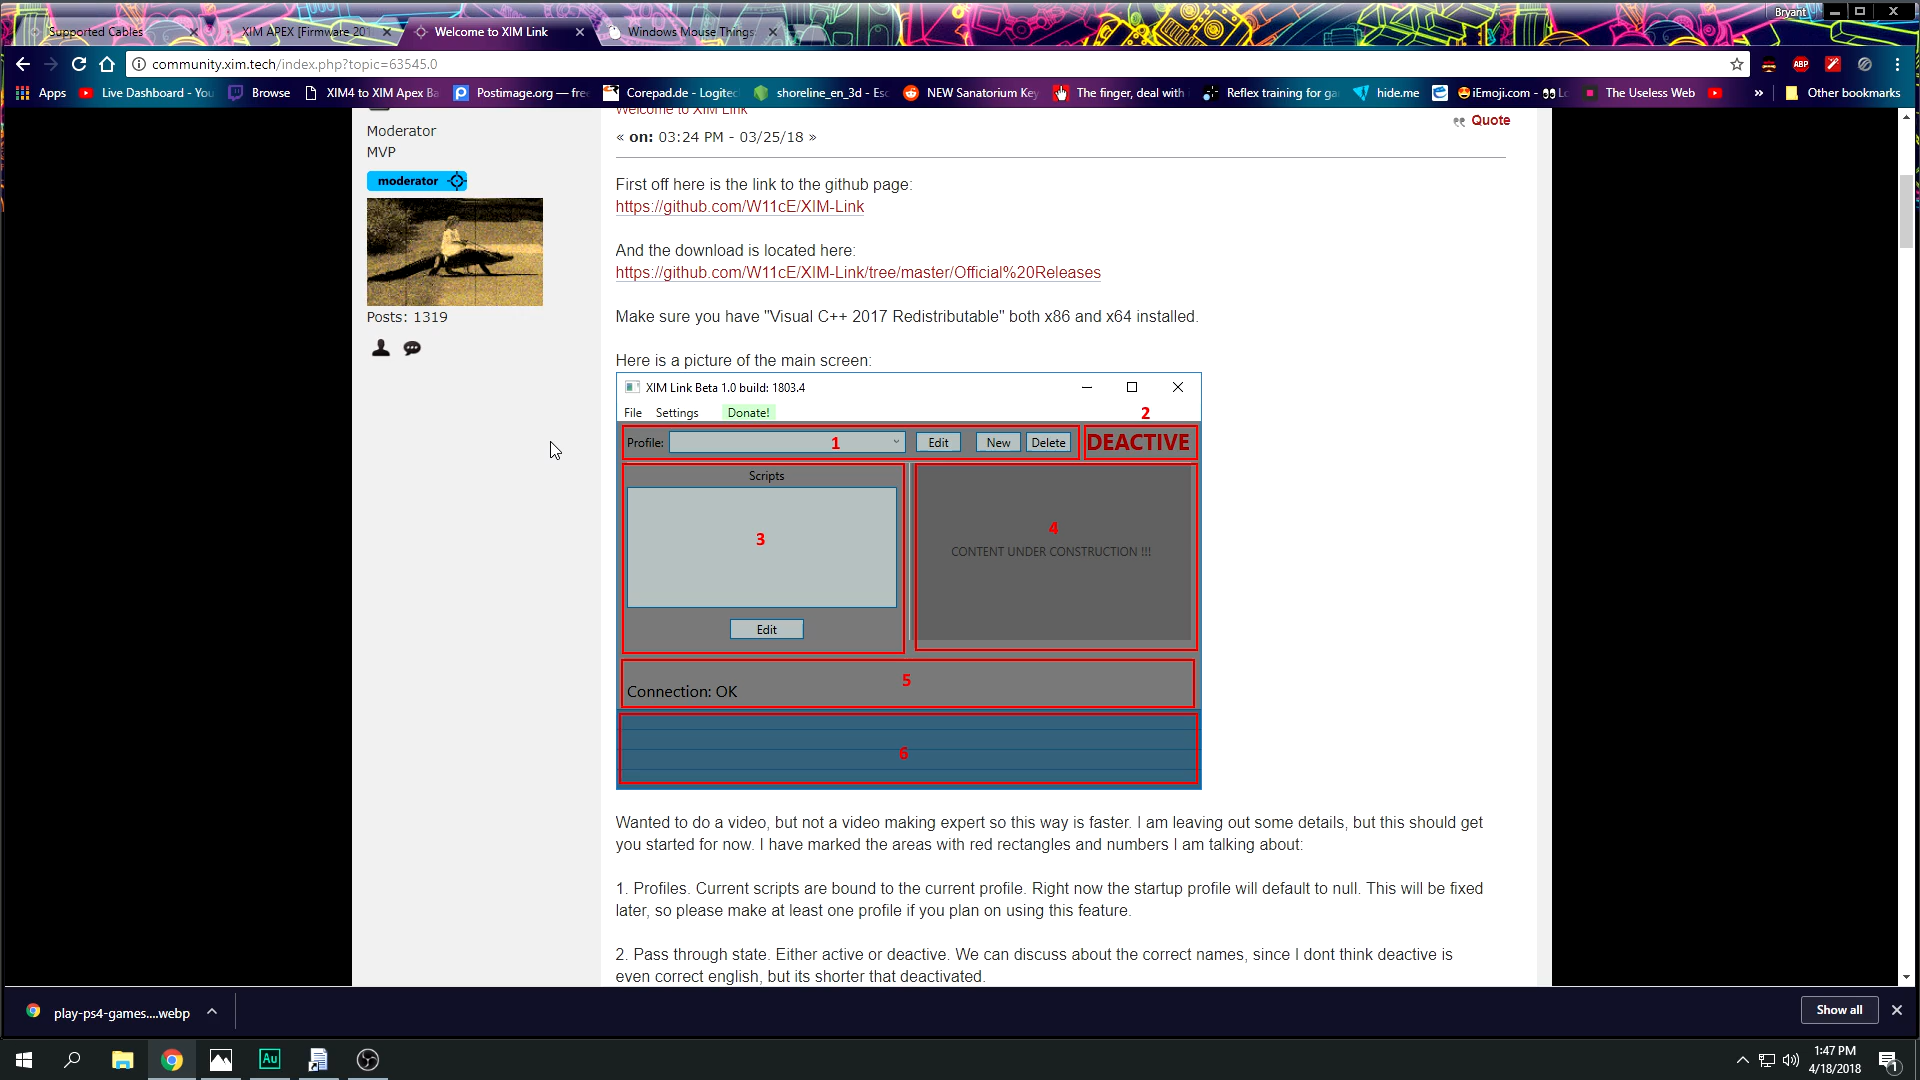 Bryant
Supported Cables
XIM APEX [Firmware 201
Welcome to XIM Link
Windows Mouse Things
community.xim.tech/index.php?topic=63545.0
ABP
Apps
Live Dashboard - You
Browse
XIM4 to XIM Apex Ba
Postimage.org — free
Corepad.de - Logitec
shoreline_en_3d - Esc
NEW Sanatorium Key
The finger, deal with
Reflex training for ga
hide.me
iEmoji.com -
The Useless Web
»
Other bookmarks
Welcome to XIM Link
Moderator
MVP
moderator
Posts: 1319
« on: 03:24 PM - 03/25/18 »
Quote
First off here is the link to the github page:
https://github.com/W11cE/XIM-Link
And the download is located here:
https://github.com/W11cE/XIM-Link/tree/master/Official%20Releases
Make sure you have "Visual C++ 2017 Redistributable" both x86 and x64 installed.
Here is a picture of the main screen:
XIM Link Beta 1.0 build: 1803.4
File Settings Donate! 2
Profile: 1 Edit New Delete DEACTIVE
Scripts
3
4
CONTENT UNDER CONSTRUCTION !!!
Edit
5
Connection: OK
6
Wanted to do a video, but not a video making expert so this way is faster. I am leaving out some details, but this should get
you started for now. I have marked the areas with red rectangles and numbers I am talking about:
1. Profiles. Current scripts are bound to the current profile. Right now the startup profile will default to null. This will be fixed
later, so please make at least one profile if you plan on using this feature.
2. Pass through state. Either active or deactive. We can discuss about the correct names, since I dont think deactive is
even correct english, but its shorter that deactivated.
play-ps4-games....webp
Show all
Au
1:47 PM
4/18/2018
1